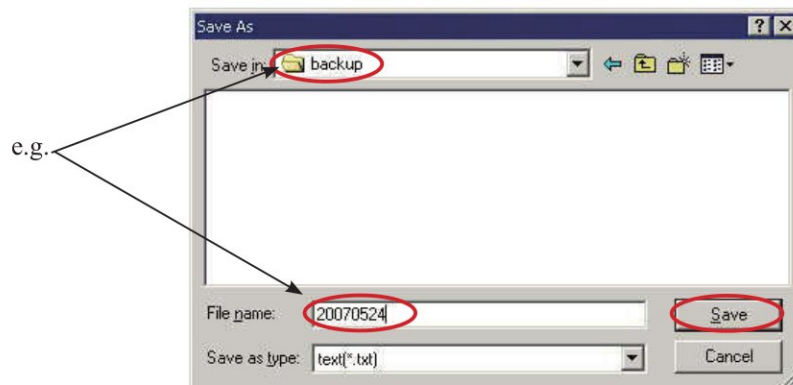 Save As
Save in: backup
e.g.
File name: 20070524
Save
Save as type: text(*.txt)
Cancel